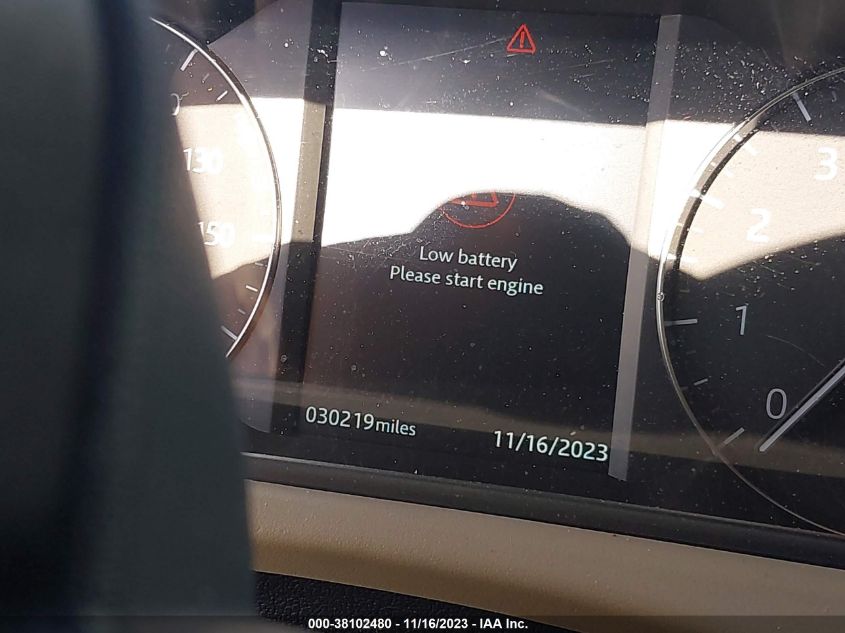 130
150
Low battery
Please start engine
030219miles
11/16/2023
3
2
1
0
000-38102480 - 11/16/2023 - IAA Inc.